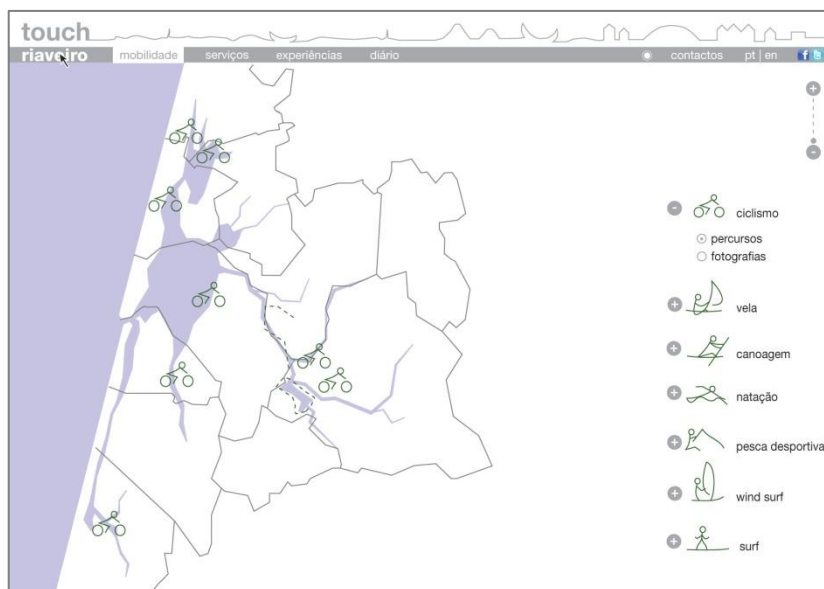 touch
riaveiro mobilidade serviços experiências diário contactos pt | en f
+
-
- ciclismo
percursos
fotografias
+ vela
+ canoagem
+ natação
+ pesca desportiva
+ wind surf
+ surf